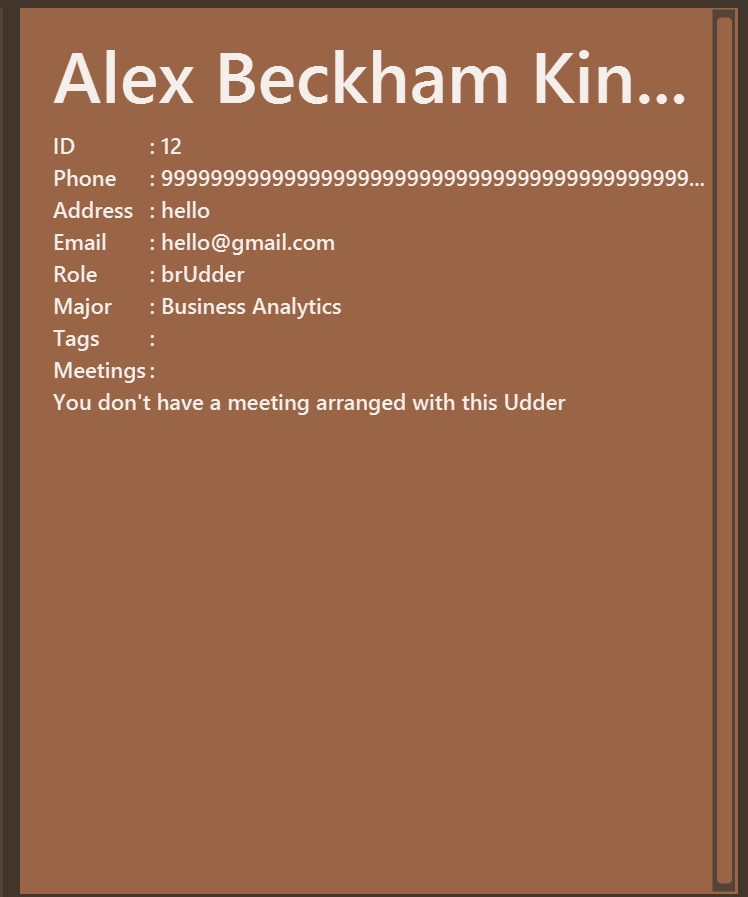 Alex Beckham Kin...
ID : 12
Phone : 9999999999999999999999999999999999999999999...
Address : hello
Email : hello@gmail.com
Role : brUdder
Major : Business Analytics
Tags :
Meetings :
You don't have a meeting arranged with this Udder